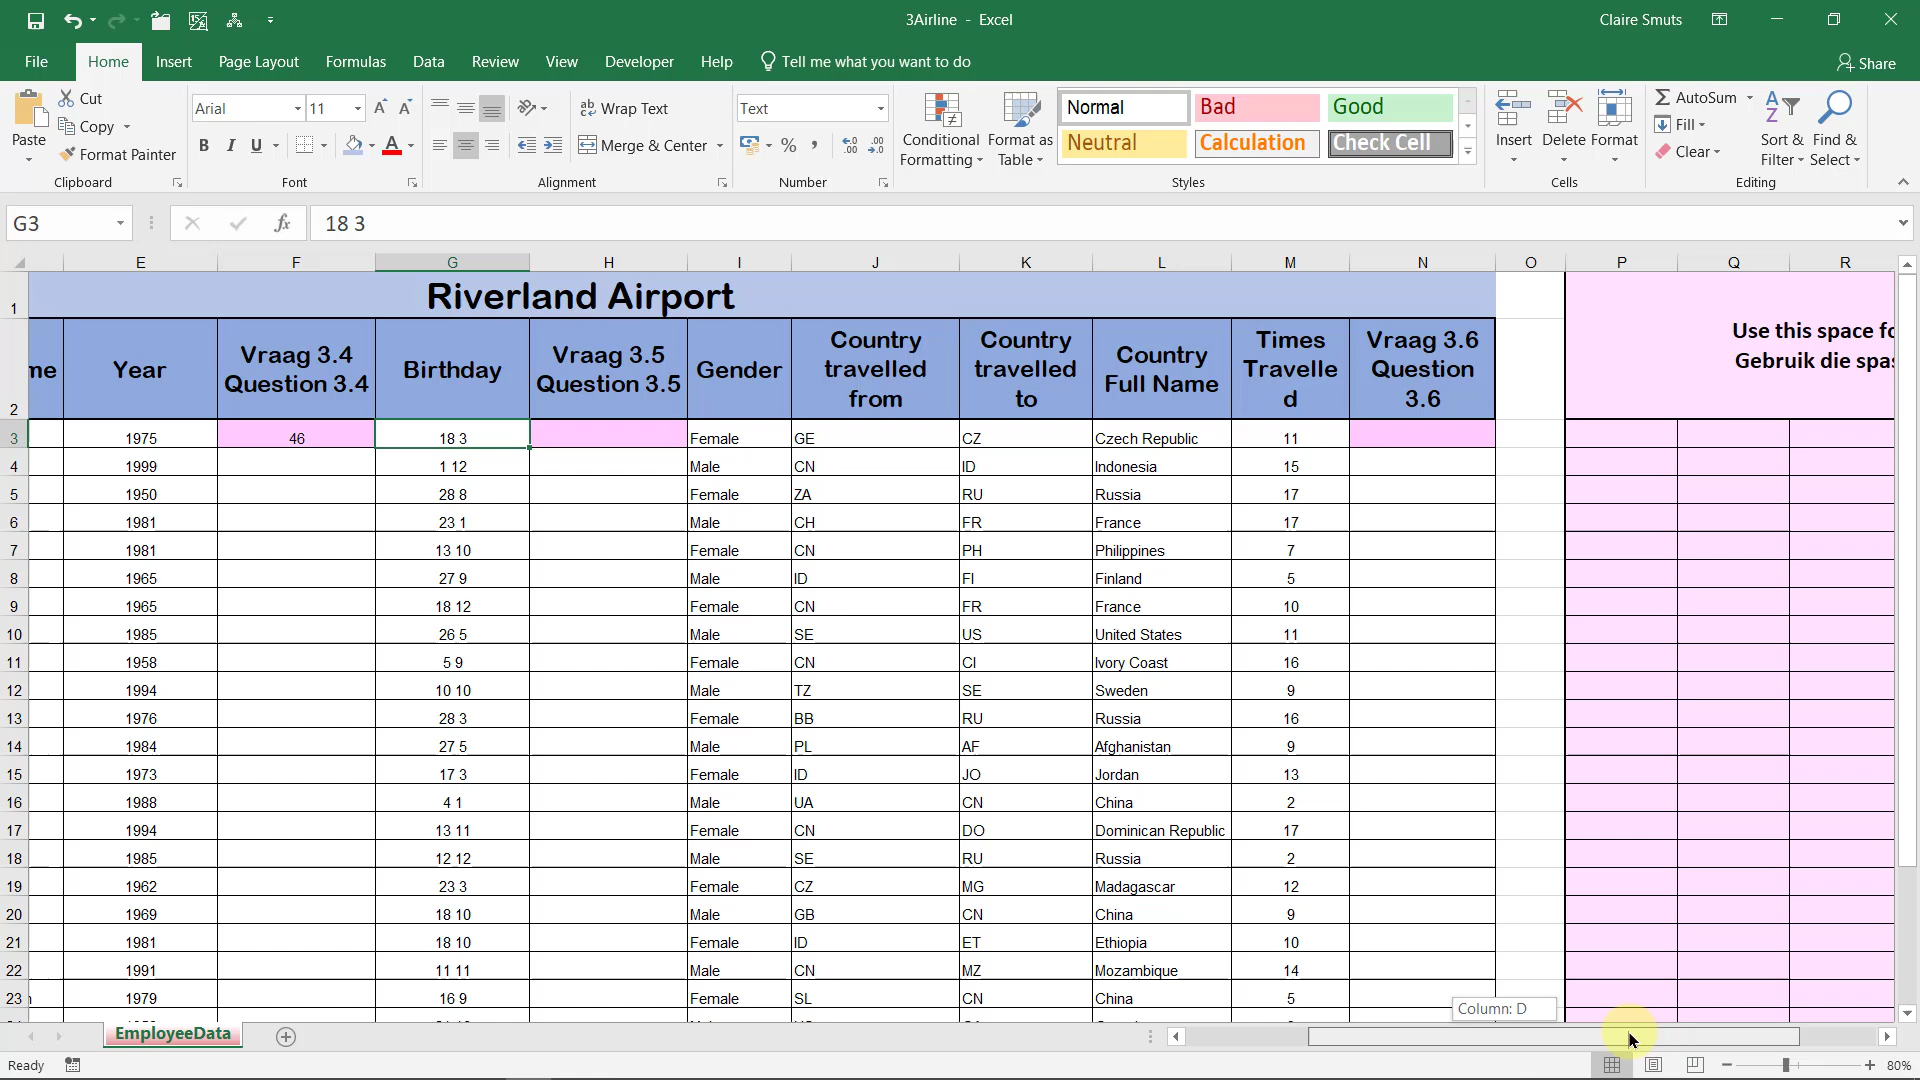 3Airline - Excel
Claire Smuts
File Home Insert Page Layout Formulas Data Review View Developer Help Tell me what you want to do Share
Paste
Cut
Copy
Format Painter
Clipboard
Arial 11
B I U A
Font
Wrap Text
Merge & Center
Alignment
Text
%
Number
Conditional Formatting
Format as Table
Normal Bad Good
Neutral Calculation Check Cell
Styles
Insert Delete Format
Cells
AutoSum
Fill
Clear
Sort & Filter
Find & Select
Editing
G3 fx 18 3
E F G H I J K L M N O P Q R
1 Riverland Airport
Use this space fo
Gebruik die spas
2 me Year Vraag 3.4 Question 3.4 Birthday Vraag 3.5 Question 3.5 Gender Country travelled from Country travelled to Country Full Name Times Travelle d Vraag 3.6 Question 3.6
3 1975 46 18 3 Female GE CZ Czech Republic 11
4 1999 1 12 Male CN ID Indonesia 15
5 1950 28 8 Female ZA RU Russia 17
6 1981 23 1 Male CH FR France 17
7 1981 13 10 Female CN PH Philippines 7
8 1965 27 9 Male ID FI Finland 5
9 1965 18 12 Female CN FR France 10
10 1985 26 5 Male SE US United States 11
11 1958 5 9 Female CN CI Ivory Coast 16
12 1994 10 10 Male TZ SE Sweden 9
13 1976 28 3 Female BB RU Russia 16
14 1984 27 5 Male PL AF Afghanistan 9
15 1973 17 3 Female ID JO Jordan 13
16 1988 4 1 Male UA CN China 2
17 1994 13 11 Female CN DO Dominican Republic 17
18 1985 12 12 Male SE RU Russia 2
19 1962 23 3 Female CZ MG Madagascar 12
20 1969 18 10 Male GB CN China 9
21 1981 18 10 Female ID ET Ethiopia 10
22 1991 11 11 Male CN MZ Mozambique 14
23 1979 16 9 Female SL CN China 5
Column: D
EmployeeData
Ready
80%